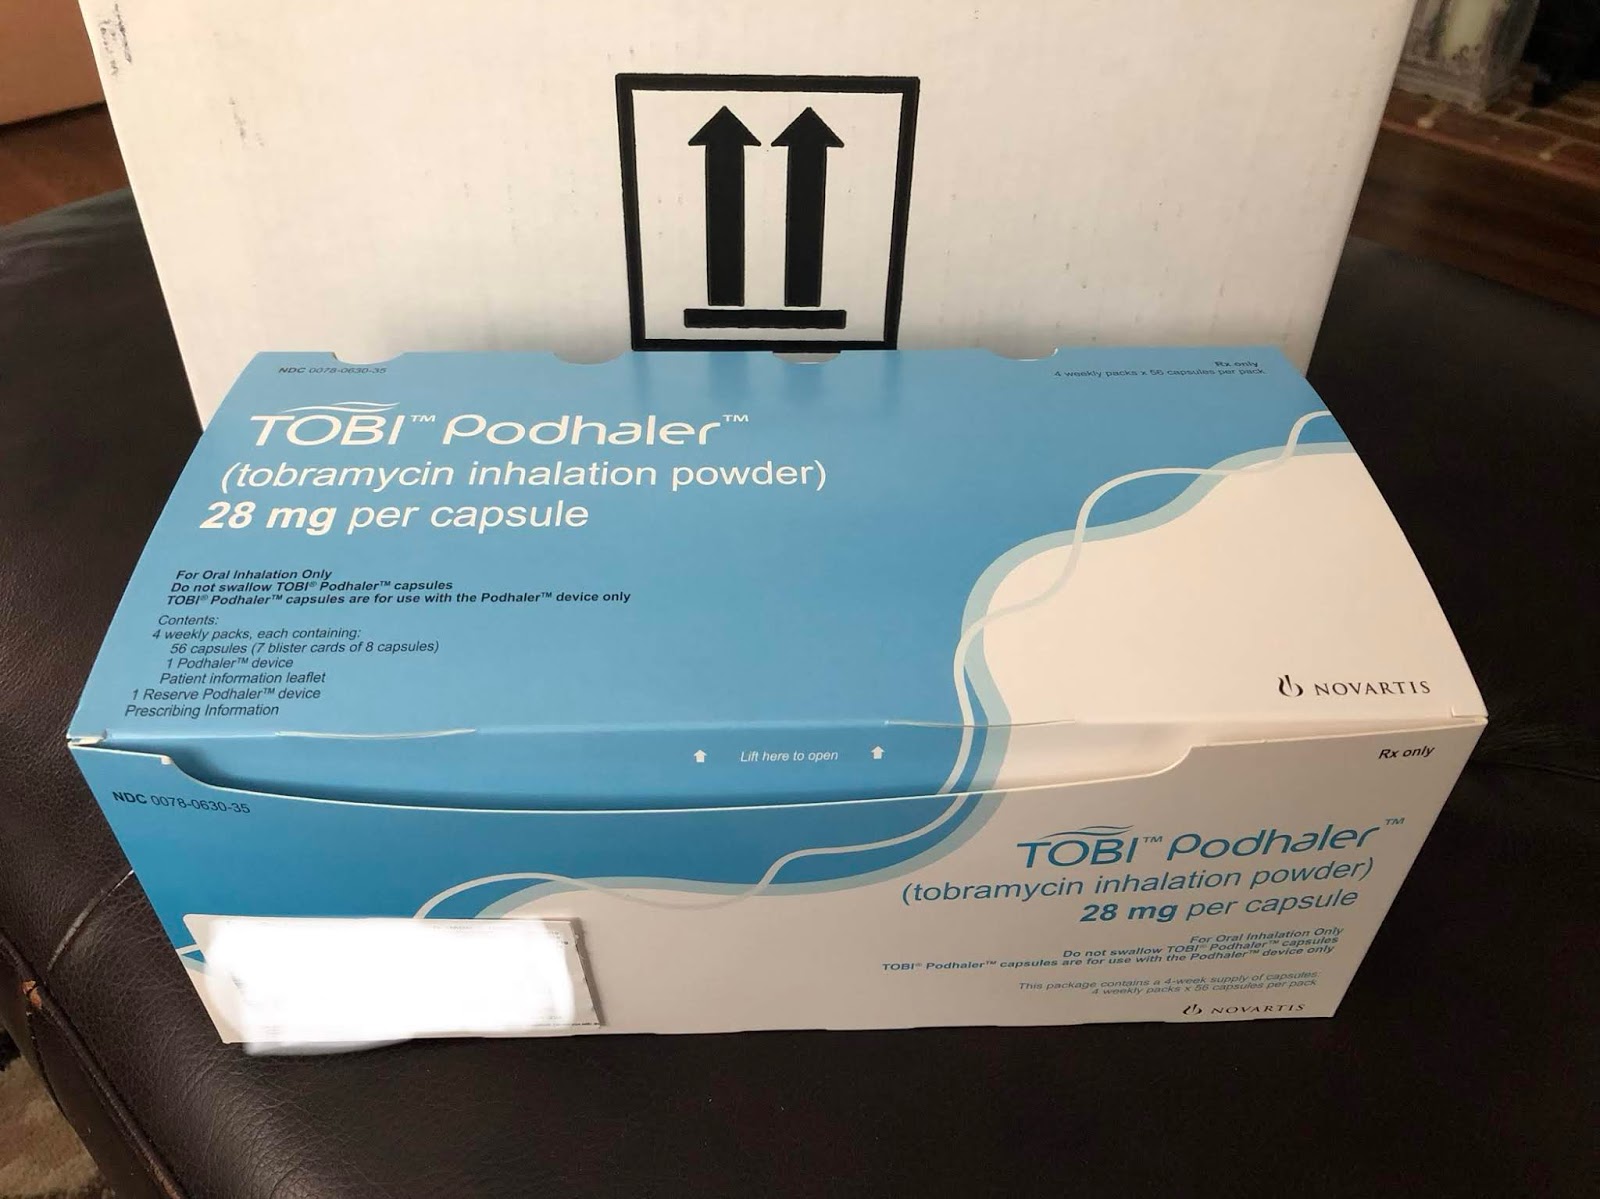 NDC 0078-0630-35
Rx only
4 weekly packs x 56 capsules per pack
TOBI™ Podhaler™
(tobramycin inhalation powder)
28 mg per capsule
For Oral Inhalation Only
Do not swallow TOBI® Podhaler™ capsules
TOBI® Podhaler™ capsules are for use with the Podhaler™ device only
Contents:
4 weekly packs, each containing:
56 capsules (7 blister cards of 8 capsules)
1 Podhaler™ device
Patient information leaflet
1 Reserve Podhaler™ device
Prescribing Information
NOVARTIS
Lift here to open
Rx only
NDC 0078-0630-35
TOBI™ Podhaler™
(tobramycin inhalation powder)
28 mg per capsule
For Oral Inhalation Only
Do not swallow TOBI® Podhaler™ capsules
TOBI® Podhaler™ capsules are for use with the Podhaler™ device only
This package contains a 4-week supply of capsules:
4 weekly packs x 56 capsules per pack
NOVARTIS